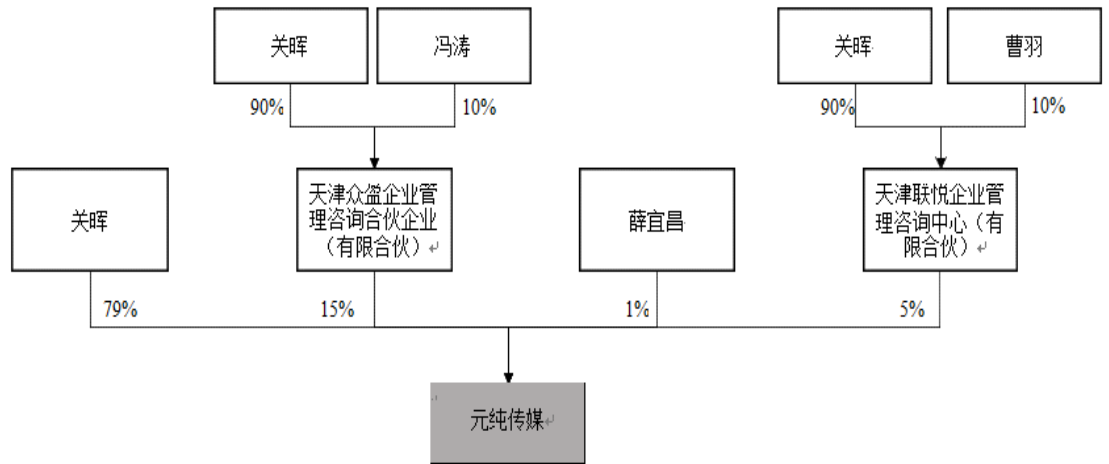 关晖
冯涛
关晖
曹羽
90%
10%
90%
10%
关晖
天津众盈企业管
理咨询合伙企业
（有限合伙）
薛宜昌
天津联悦企业管
理咨询中心（有
限合伙）
79%
15%
1%
5%
元纯传媒